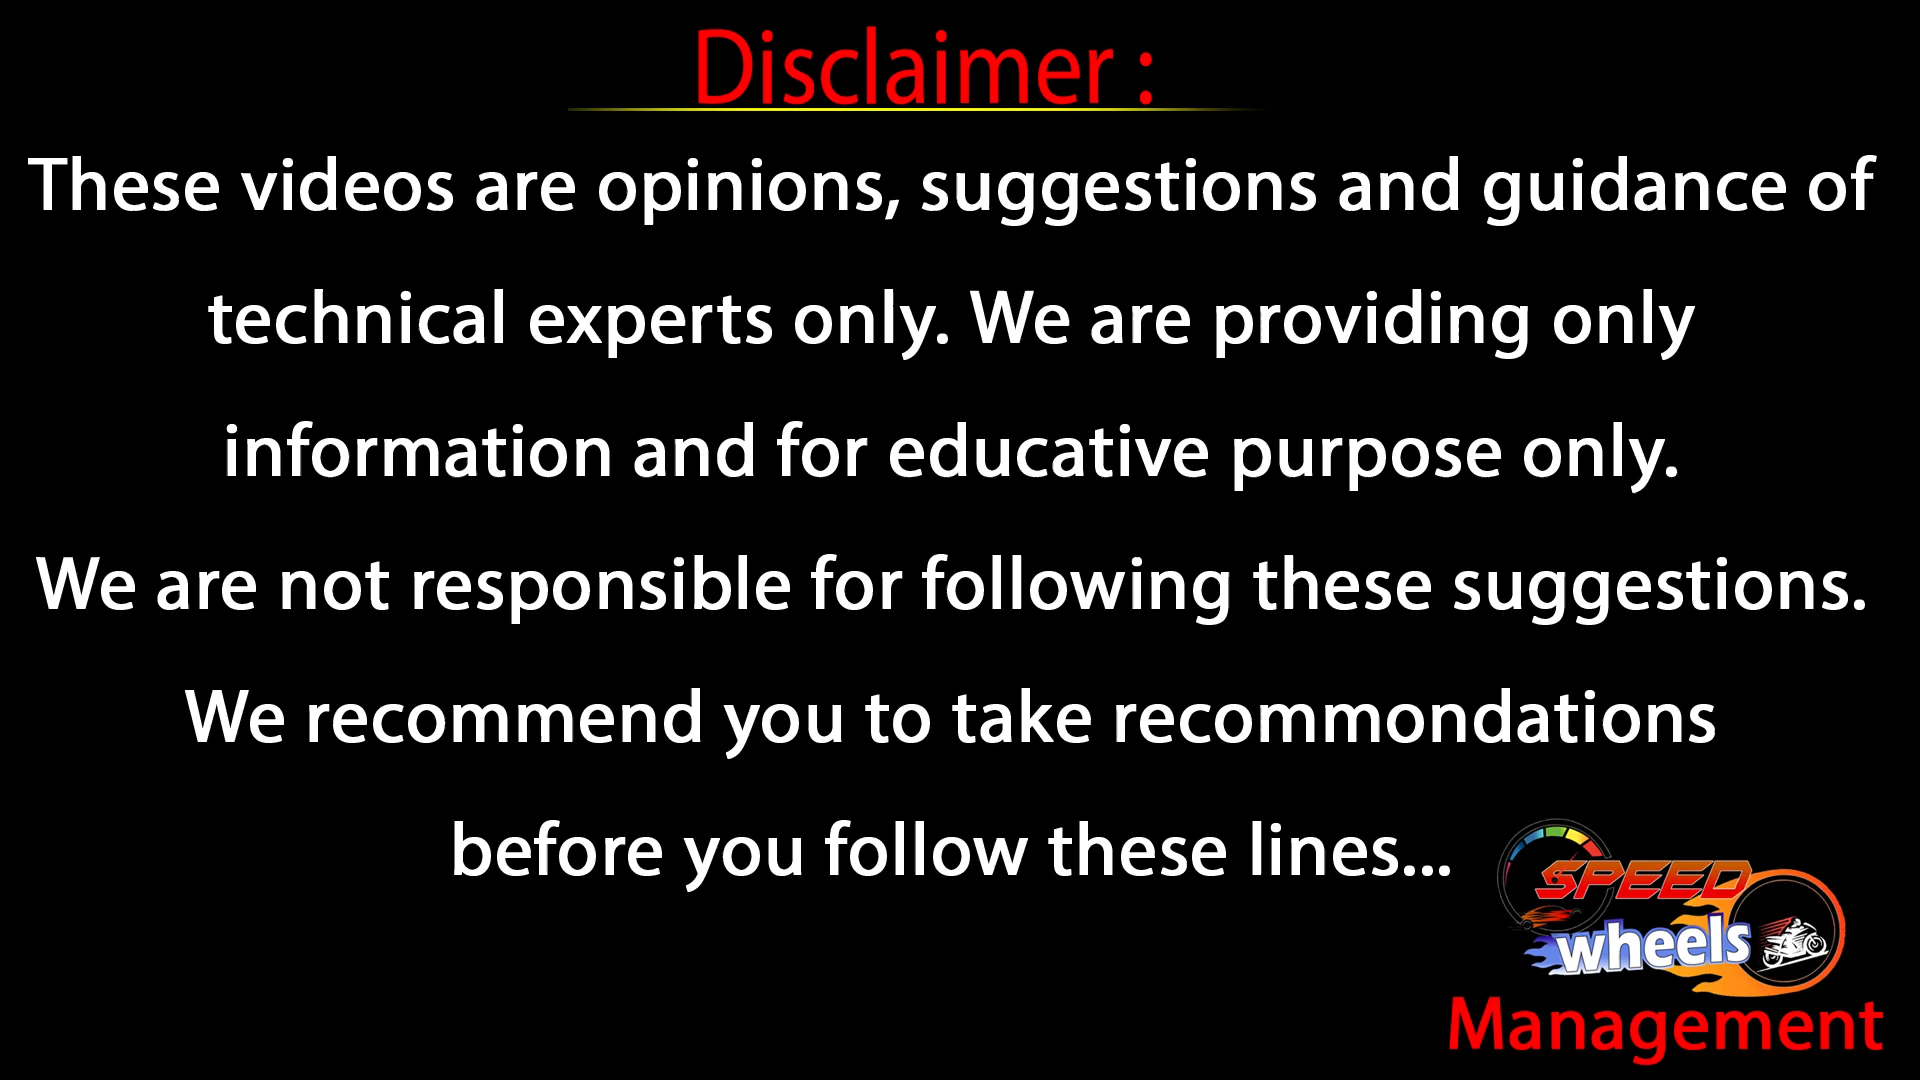 Disclaimer :
These videos are opinions, suggestions and guidance of
technical experts only. We are providing only
information and for educative purpose only.
We are not responsible for following these suggestions.
We recommend you to take recommondations
before you follow these lines...
SPEED
wheels
Management